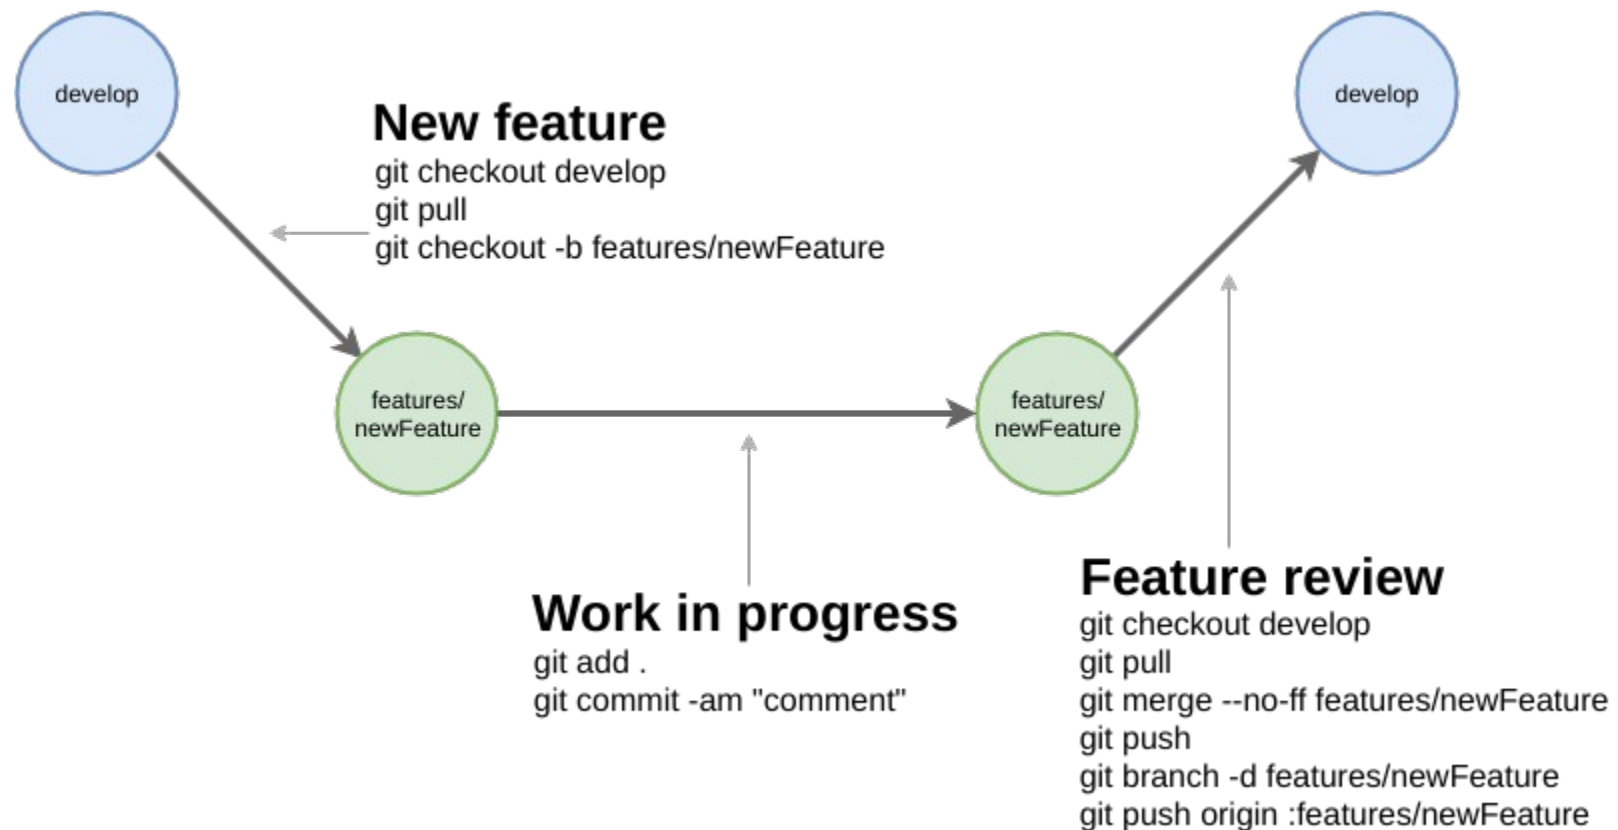 develop
develop
New feature
git checkout develop
git pull
git checkout -b features/newFeature
features/
newFeature
features/
newFeature
Work in progress
git add .
git commit -am "comment"
Feature review
git checkout develop
git pull
git merge --no-ff features/newFeature
git push
git branch -d features/newFeature
git push origin :features/newFeature